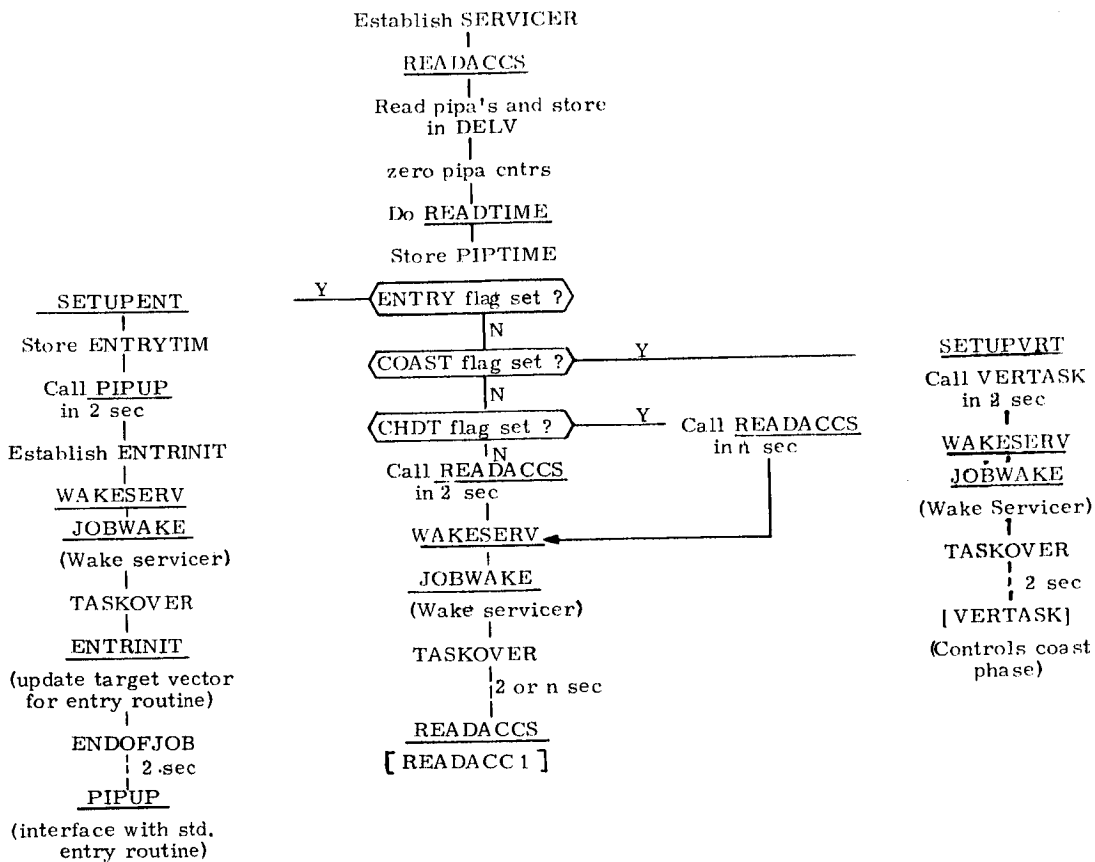 Establish SERVICER
READACCS
Read pipa's and store
in DELV
zero pipa cntrs
Do READTIME
Store PIPTIME
ENTRY flag set ?
Y
N
COAST flag set ?
Y
N
CHDT flag set ?
Y
N
Call READACCS
in 2 sec
WAKESERV
JOBWAKE
(Wake servicer)
TASKOVER
2 or n sec
READACCS
[ READACC 1 ]
Call READACCS
in n sec
SETUPENT
Store ENTRYTIM
Call PIPUP
in 2 sec
Establish ENTRINIT
WAKESERV
JOBWAKE
(Wake servicer)
TASKOVER
ENTRINIT
(update target vector
for entry routine)
ENDOFJOB
2 sec
PIPUP
(interface with std.
entry routine)
SETUPVRT
Call VERTASK
in 2 sec
WAKESERV
JOBWAKE
(Wake Servicer)
TASKOVER
2 sec
[VERTASK]
(Controls coast
phase)